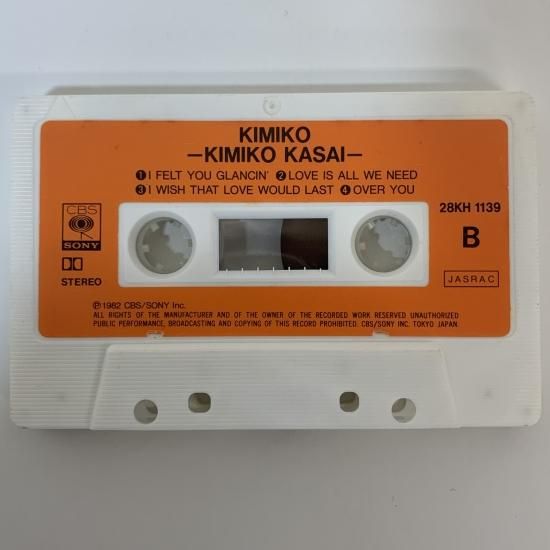 KIMIKO
—KIMIKO KASAI—
❶I FELT YOU GLANCIN' ❷LOVE IS ALL WE NEED
❸I WISH THAT LOVE WOULD LAST ❹OVER YOU
CBS
SONY
STEREO
28KH 1139
B
JASRAC
℗1982 CBS/SONY Inc.
ALL RIGHTS OF THE MANUFACTURER AND OF THE OWNER OF THE RECORDED WORK RESERVED UNAUTHORIZED
PUBLIC PERFORMANCE, BROADCASTING AND COPYING OF THIS RECORD PROHIBITED. CBS/SONY INC. TOKYO JAPAN.